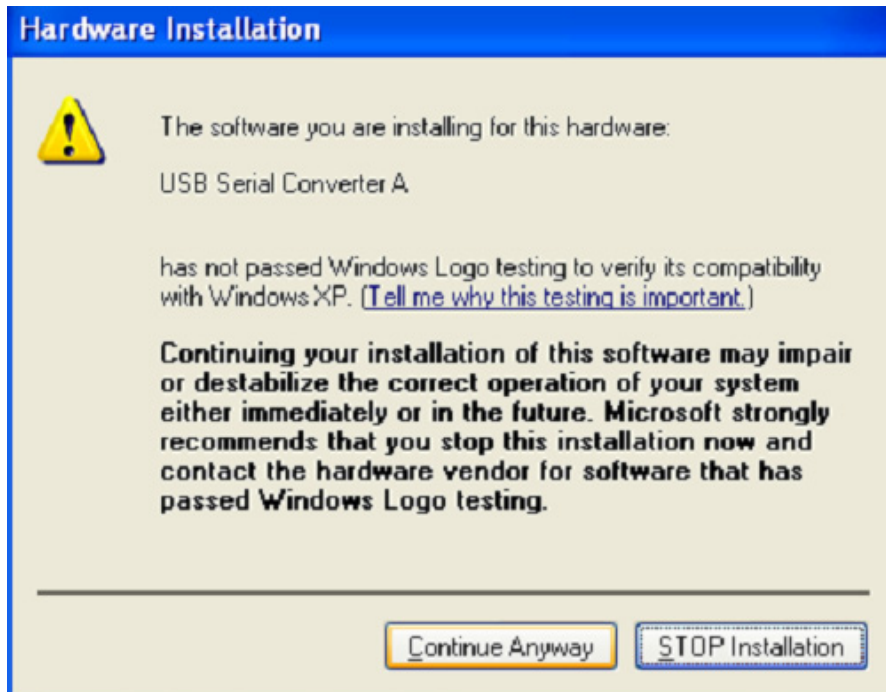 Hardware Installation
The software you are installing for this hardware:
USB Serial Converter A
has not passed Windows Logo testing to verify its compatibility
with Windows XP. (Tell me why this testing is important.)
Continuing your installation of this software may impair
or destabilize the correct operation of your system
either immediately or in the future. Microsoft strongly
recommends that you stop this installation now and
contact the hardware vendor for software that has
passed Windows Logo testing.
Continue Anyway
STOP Installation